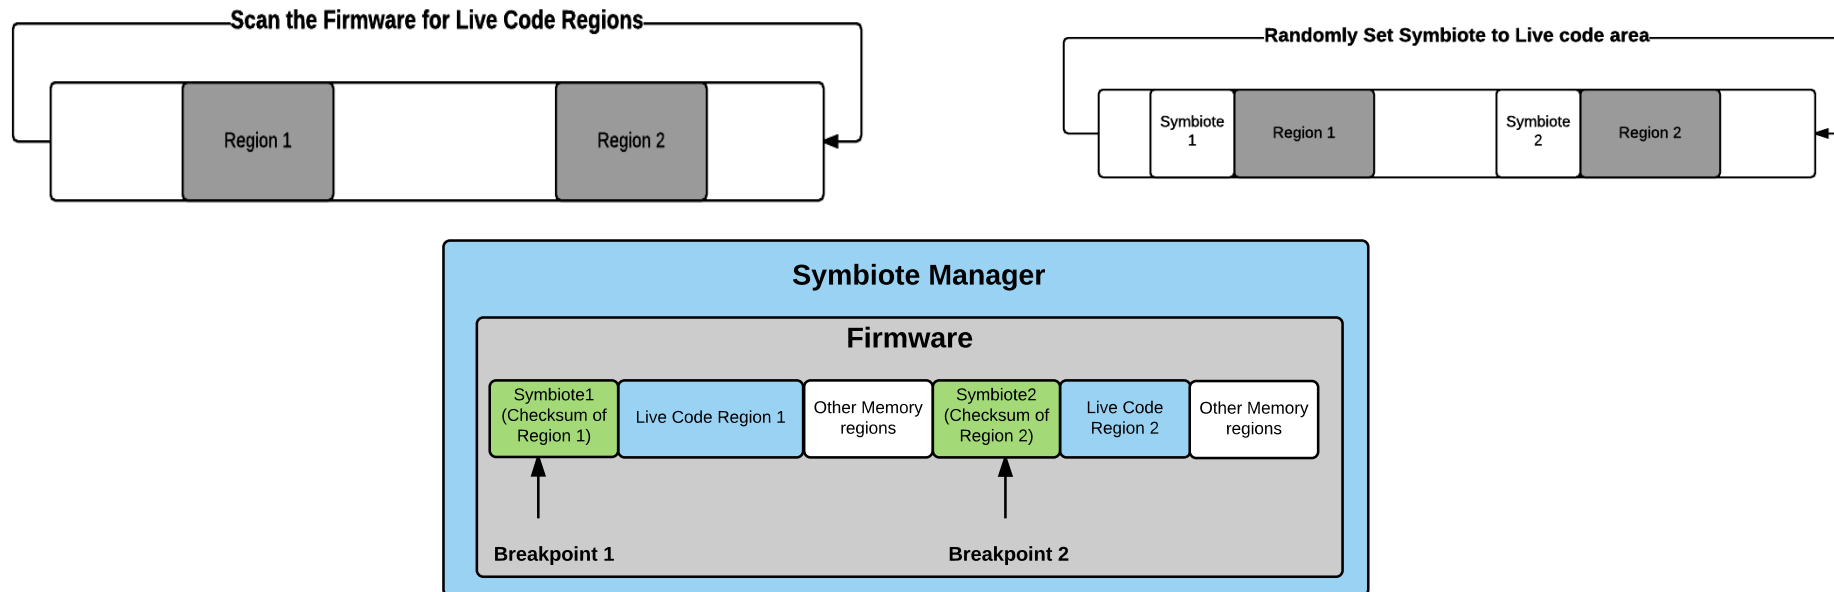 Scan the Firmware for Live Code Regions
Region 1
Region 2
Randomly Set Symbiote to Live code area
Symbiote
1
Region 1
Symbiote
2
Region 2
Symbiote Manager
Firmware
Symbiote1
(Checksum of
Region 1)
Live Code Region 1
Other Memory
regions
Symbiote2
(Checksum of
Region 2)
Live Code
Region 2
Other Memory
regions
Breakpoint 1
Breakpoint 2